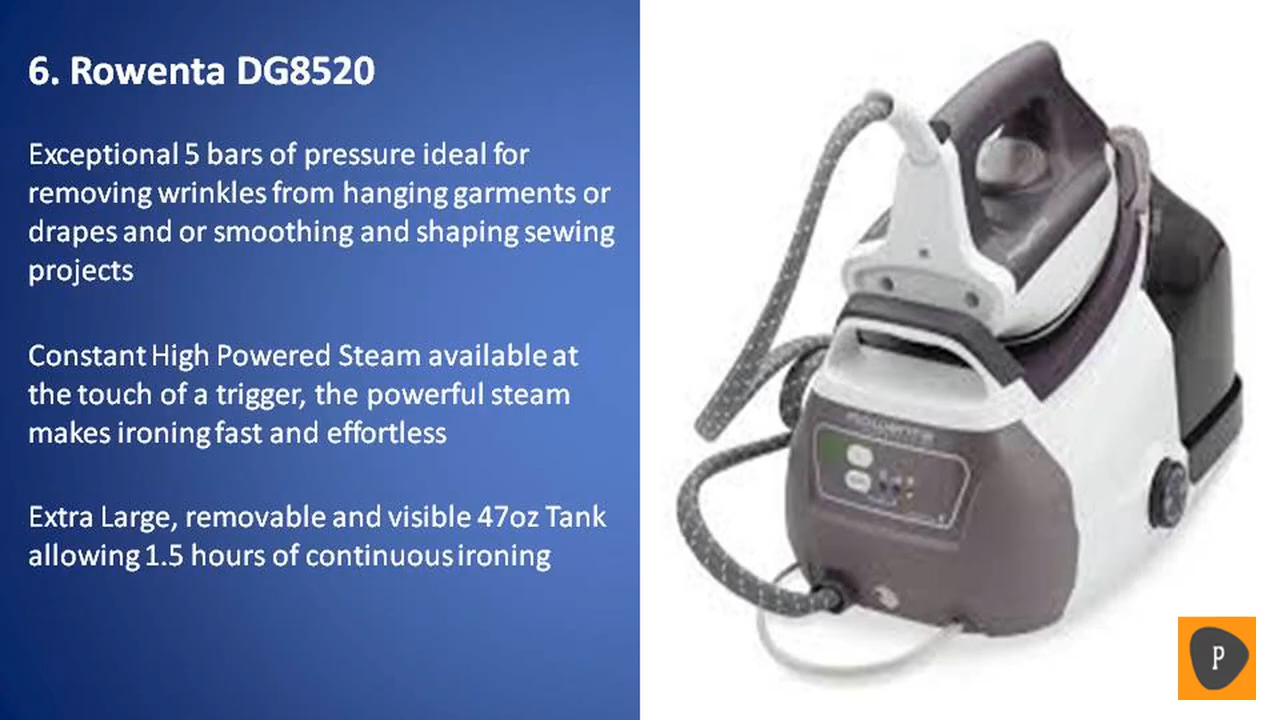 6. Rowenta DG8520
Exceptional 5 bars of pressure ideal for
removing wrinkles from hanging garments or
drapes and or smoothing and shaping sewing
projects
Constant High Powered Steam available at
the touch of a trigger, the powerful steam
makes ironing fast and effortless
Extra Large, removable and visible 47oz Tank
allowing 1.5 hours of continuous ironing
rowenta
P